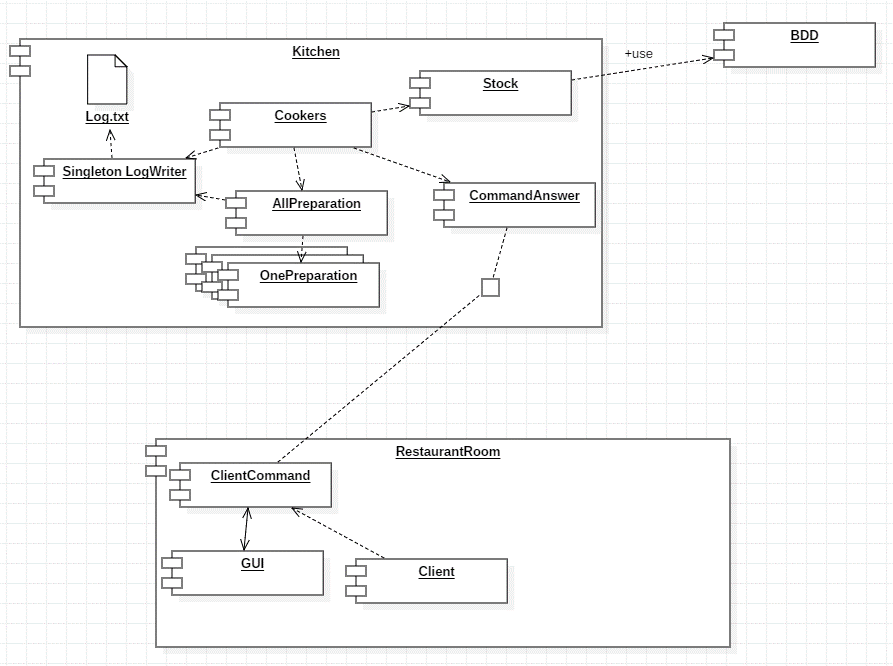 BDD
Kitchen
+use
Stock
Log.txt
Cookers
Singleton LogWriter
AllPreparation
CommandAnswer
OnePreparation
RestaurantRoom
ClientCommand
GUI
Client